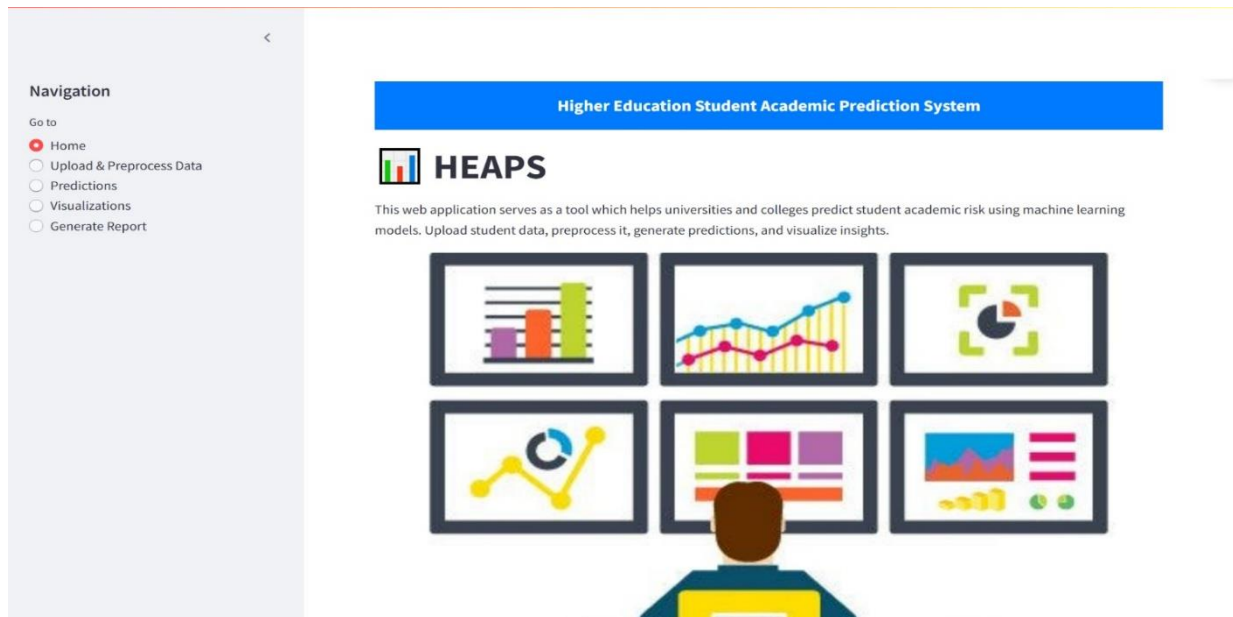 Navigation
Go to
Home
Upload & Preprocess Data
Predictions
Visualizations
Generate Report
Higher Education Student Academic Prediction System
HEAPS
This web application serves as a tool which helps universities and colleges predict student academic risk using machine learning
models. Upload student data, preprocess it, generate predictions, and visualize insights.